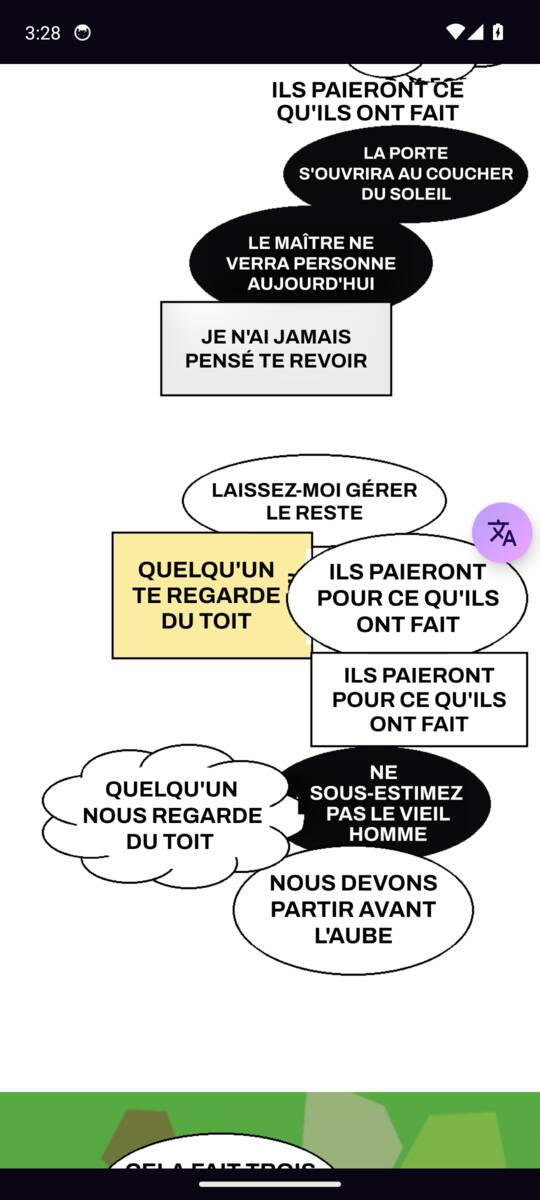 3:28
ILS PAIERONT CE
QU'ILS ONT FAIT
LA PORTE
S'OUVRIRA AU COUCHER
DU SOLEIL
LE MAÎTRE NE
VERRA PERSONNE
AUJOURD'HUI
JE N'AI JAMAIS
PENSÉ TE REVOIR
LAISSEZ-MOI GÉRER
LE RESTE
QUELQU'UN
TE REGARDE
DU TOIT
ILS PAIERONT
POUR CE QU'ILS
ONT FAIT
ILS PAIERONT
POUR CE QU'ILS
ONT FAIT
NE
SOUS-ESTIMEZ
PAS LE VIEIL
HOMME
QUELQU'UN
NOUS REGARDE
DU TOIT
NOUS DEVONS
PARTIR AVANT
L'AUBE
CELA FAIT TROIS